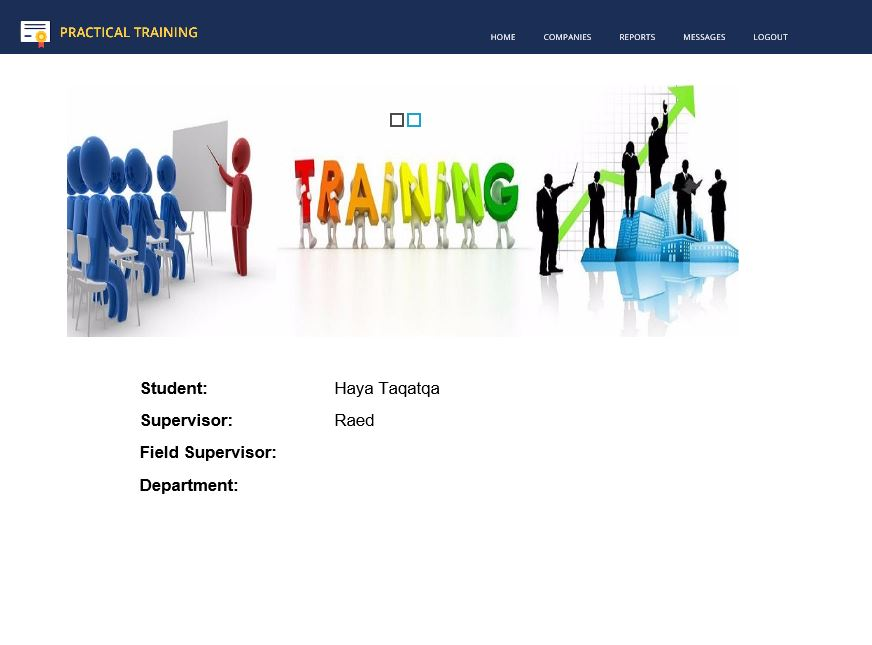 PRACTICAL TRAINING
HOME COMPANIES REPORTS MESSAGES LOGOUT
TRAINING
Student: Haya Taqatqa
Supervisor: Raed
Field Supervisor:
Department: